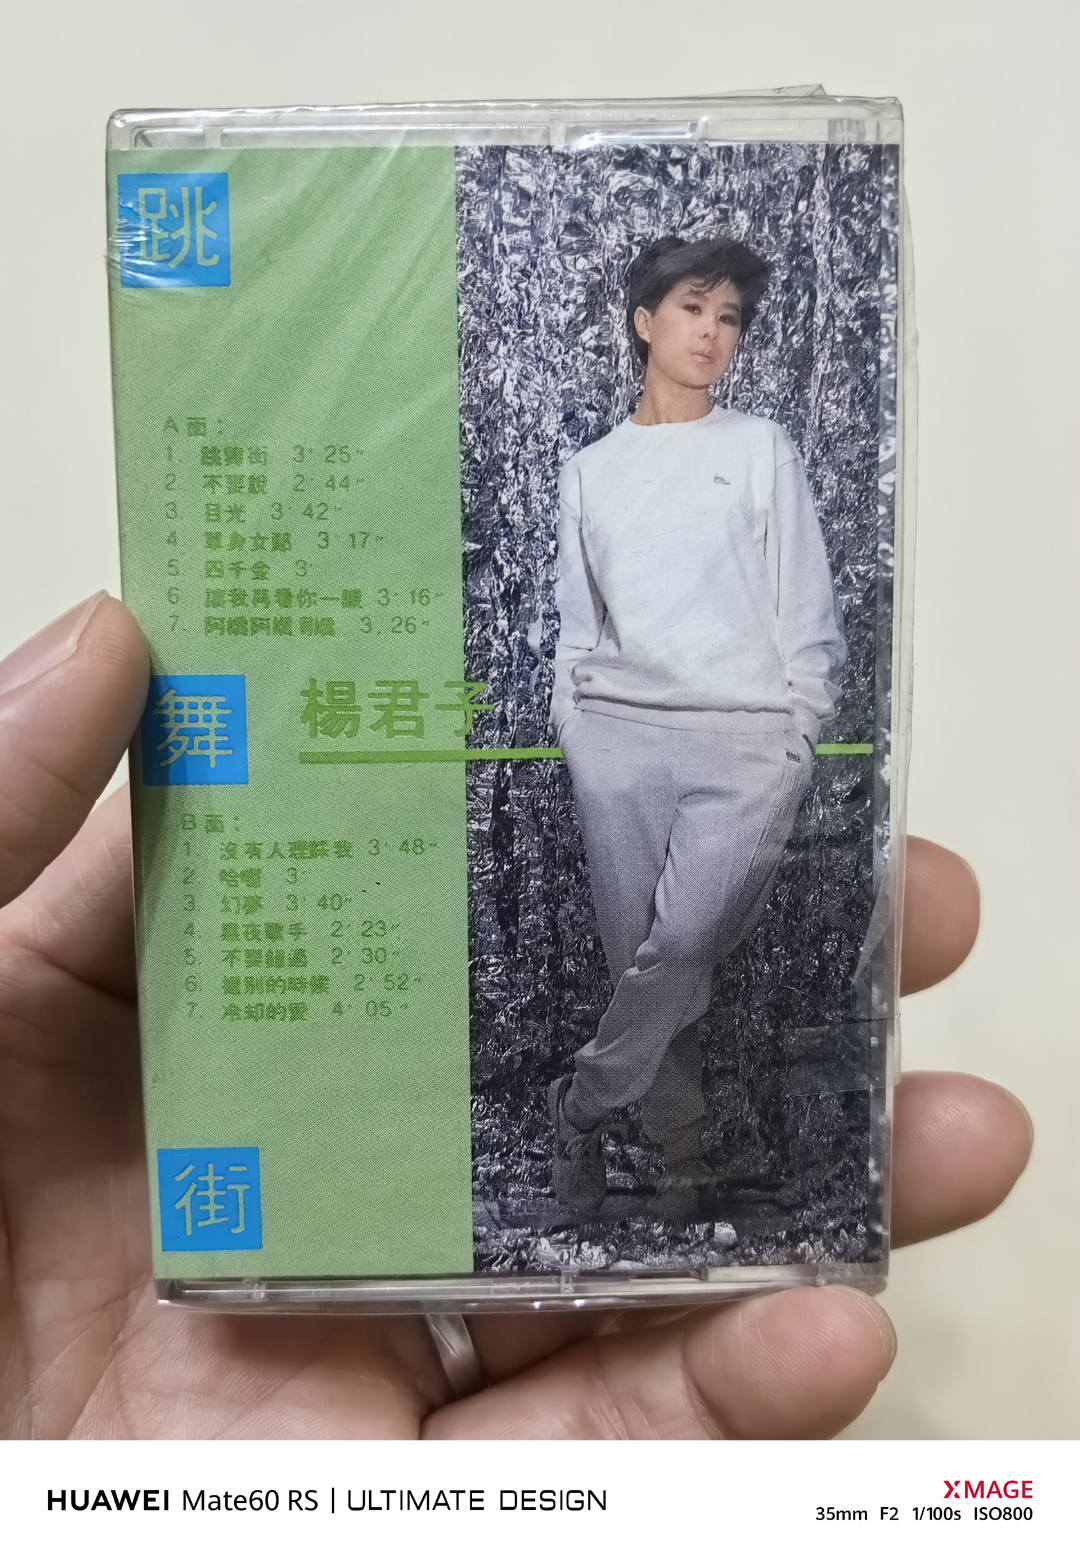 跳
A面：
1. 跳舞街 3′25″
2. 不要說 2′44″
3. 目光 3′42″
4. 單身女郎 3′17″
5. 四千金 3′
6. 讓我再看你一眼 3′16″
7. 阿娥阿娥 3.26″
楊君子
舞
B面：
1. 沒有人理睬我 3′48″
2. 哈囉 3′
3. 幻夢 3′40″
4. 黑夜歌手 2′23″
5. 不要錯過 2′30″
6. 離別的時候 2′52″
7. 冷却的愛 4′05″
街
HUAWEI Mate60 RS | ULTIMATE DESIGN
XMAGE
35mm F2 1/100s ISO800